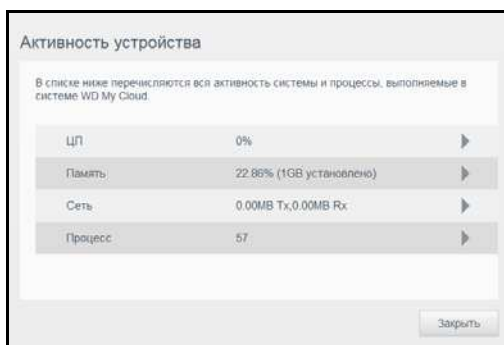 Активность устройства
В списке ниже перечисляются вся активность системы и процессы, выполняемые в
системе WD My Cloud.
ЦП 0%
Память 22.86% (1GB установлено)
Сеть 0.00MB Tx,0.00MB Rx
Процесс 57
Закрыть